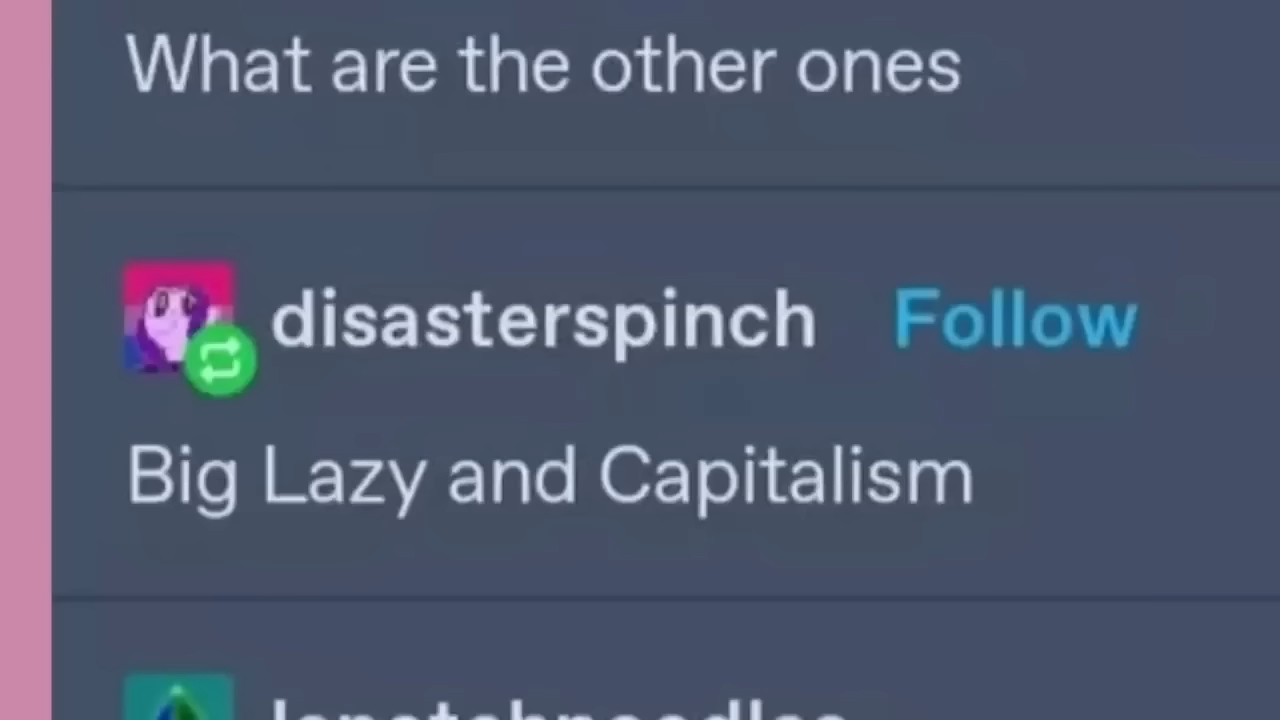 What are the other ones
disasterspinch Follow
Big Lazy and Capitalism